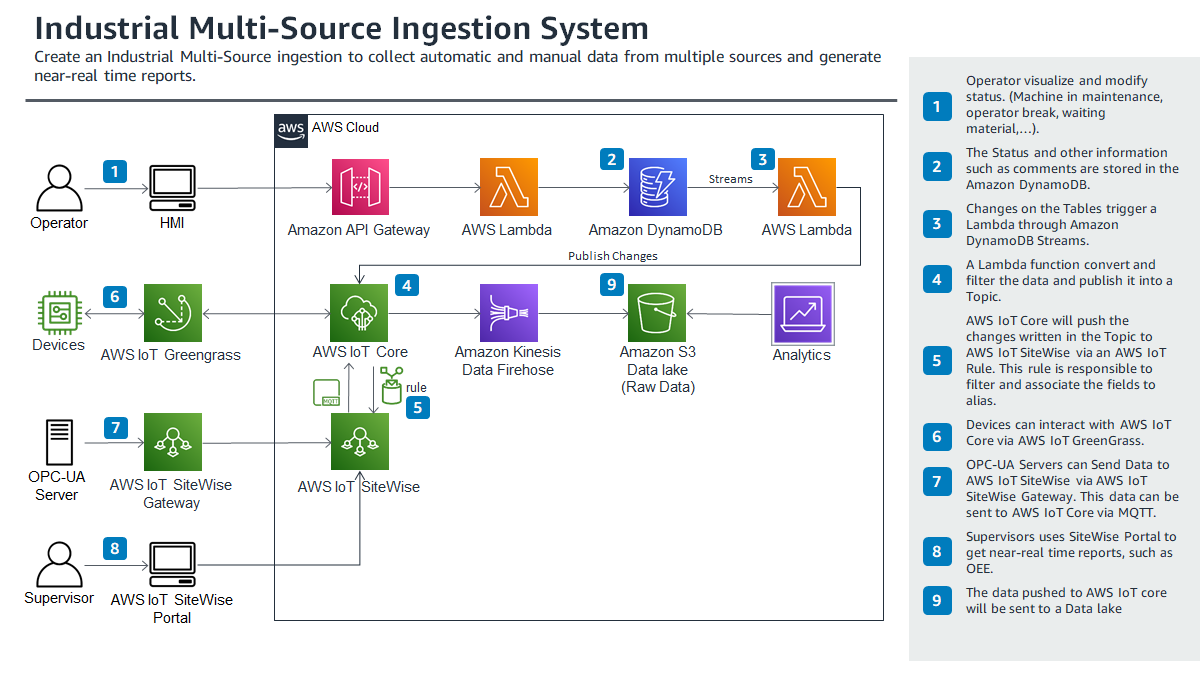 Industrial Multi-Source Ingestion System
Create an Industrial Multi-Source ingestion to collect automatic and manual data from multiple sources and generate
near-real time reports.
aws
AWS Cloud
1
2
3
Streams
Operator
HMI
Amazon API Gateway
AWS Lambda
Amazon DynamoDB
AWS Lambda
Publish Changes
6
4
9
Devices
AWS IoT Greengrass
AWS IoT Core
Amazon Kinesis
Data Firehose
Amazon S3
Data lake
(Raw Data)
Analytics
MQTT
rule
5
7
OPC-UA
Server
AWS IoT SiteWise
Gateway
AWS IoT SiteWise
8
Supervisor
AWS IoT SiteWise
Portal
1
Operator visualize and modify
status. (Machine in maintenance,
operator break, waiting
material,...).
2
The Status and other information
such as comments are stored in the
Amazon DynamoDB.
3
Changes on the Tables trigger a
Lambda through Amazon
DynamoDB Streams.
4
A Lambda function convert and
filter the data and publish it into a
Topic.
5
AWS IoT Core will push the
changes written in the Topic to
AWS IoT SiteWise via an AWS IoT
Rule. This rule is responsible to
filter and associate the fields to
alias.
6
Devices can interact with AWS IoT
Core via AWS IoT GreenGrass.
7
OPC-UA Servers can Send Data to
AWS IoT SiteWise via AWS IoT
SiteWise Gateway. This data can be
sent to AWS IoT Core via MQTT.
8
Supervisors uses SiteWise Portal to
get near-real time reports, such as
OEE.
9
The data pushed to AWS IoT core
will be sent to a Data lake